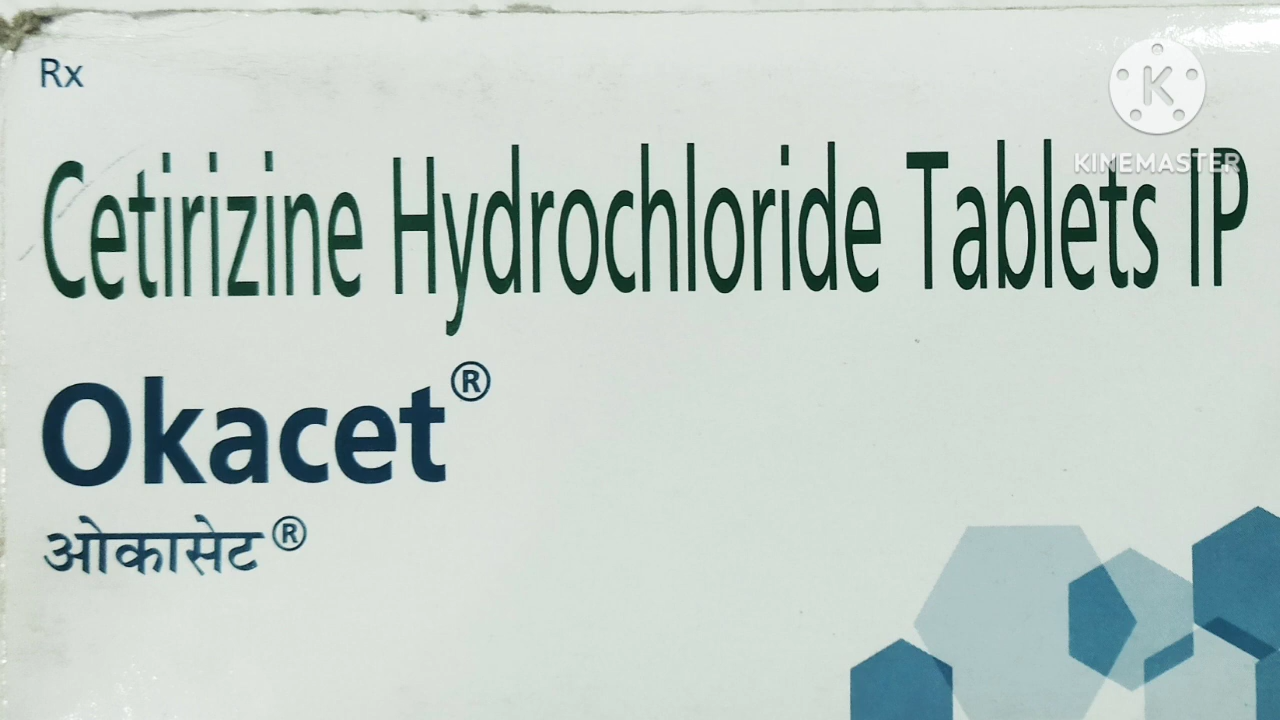 Rx
K
KINEMASTER
Cetirizine Hydrochloride Tablets IP
Okacet®
ओकासेट®